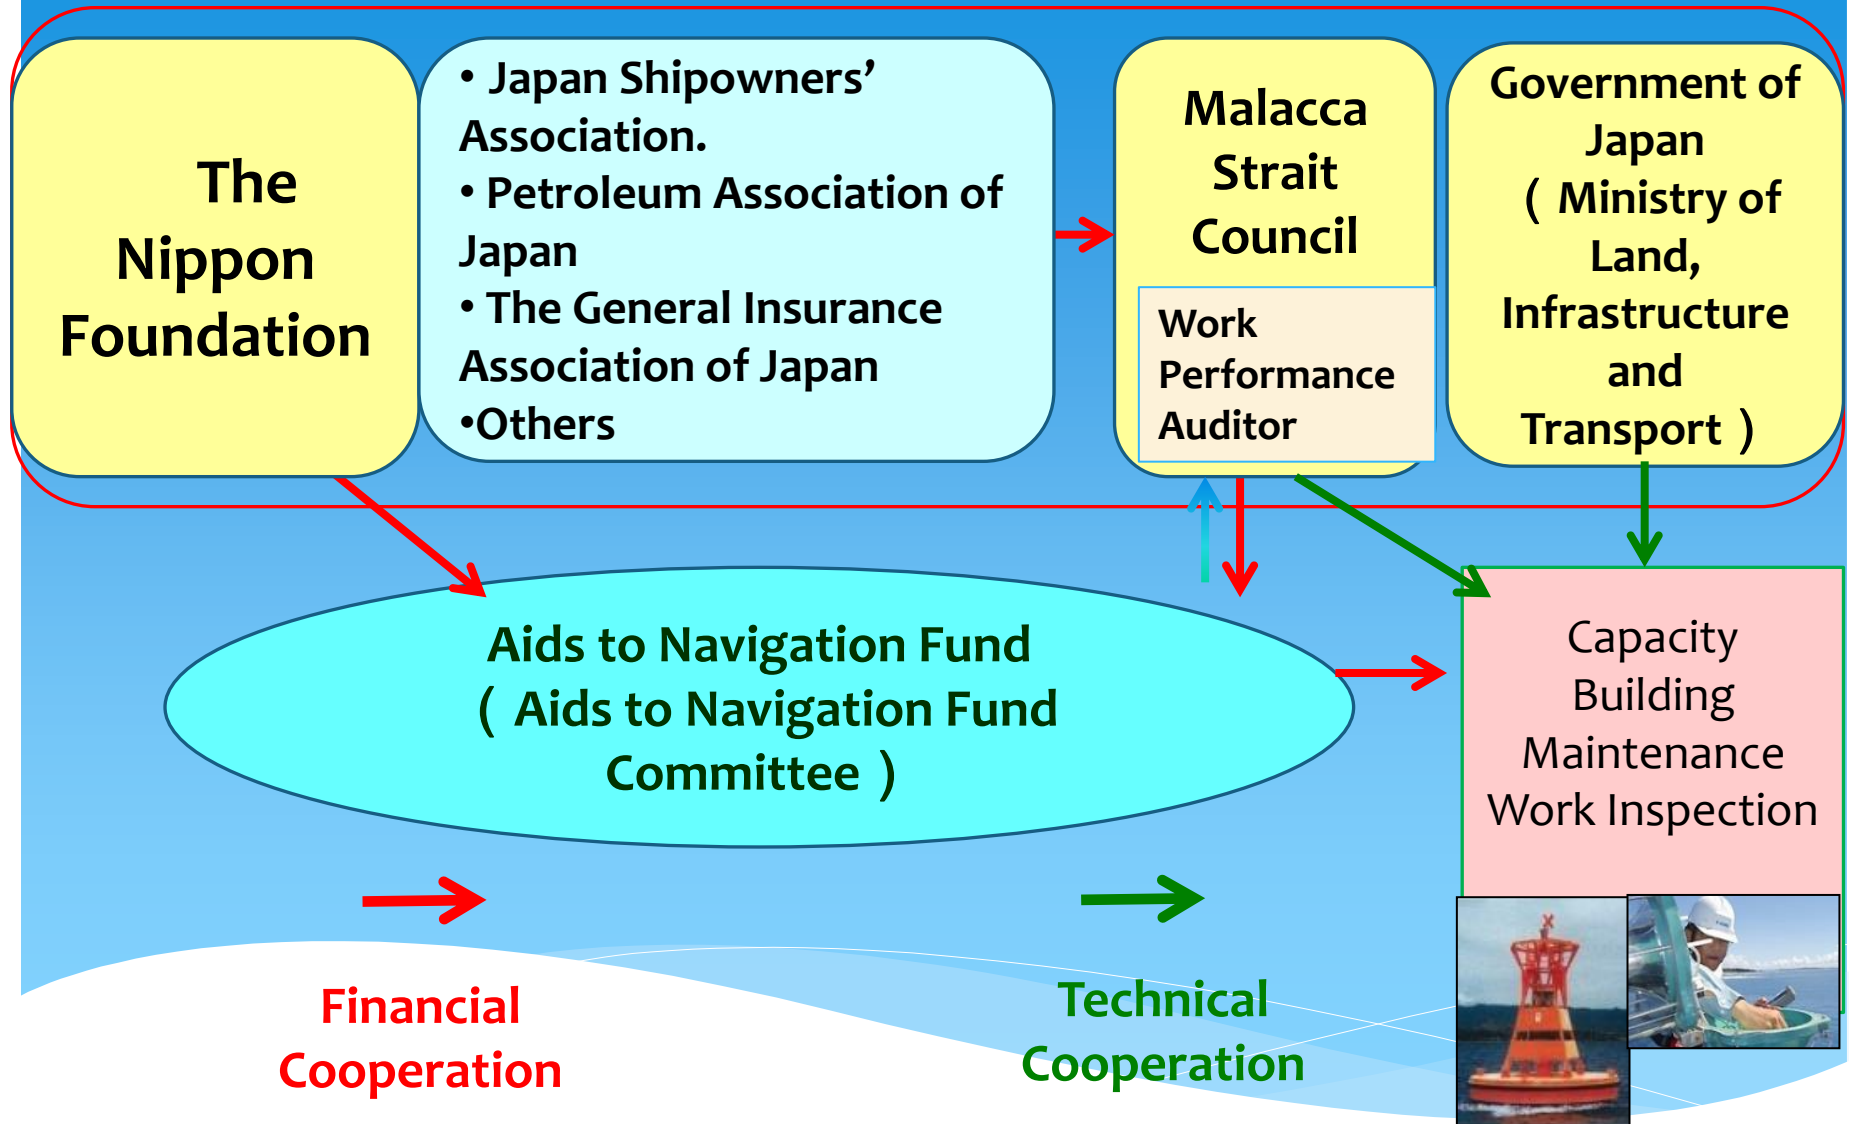 The
Nippon
Foundation
• Japan Shipowners’
Association.
• Petroleum Association of
Japan
• The General Insurance
Association of Japan
•Others
Malacca
Strait
Council
Work
Performance
Auditor
Government of
Japan
( Ministry of
Land,
Infrastructure
and
Transport )
Aids to Navigation Fund
( Aids to Navigation Fund
Committee )
Capacity
Building
Maintenance
Work Inspection
Financial
Cooperation
Technical
Cooperation